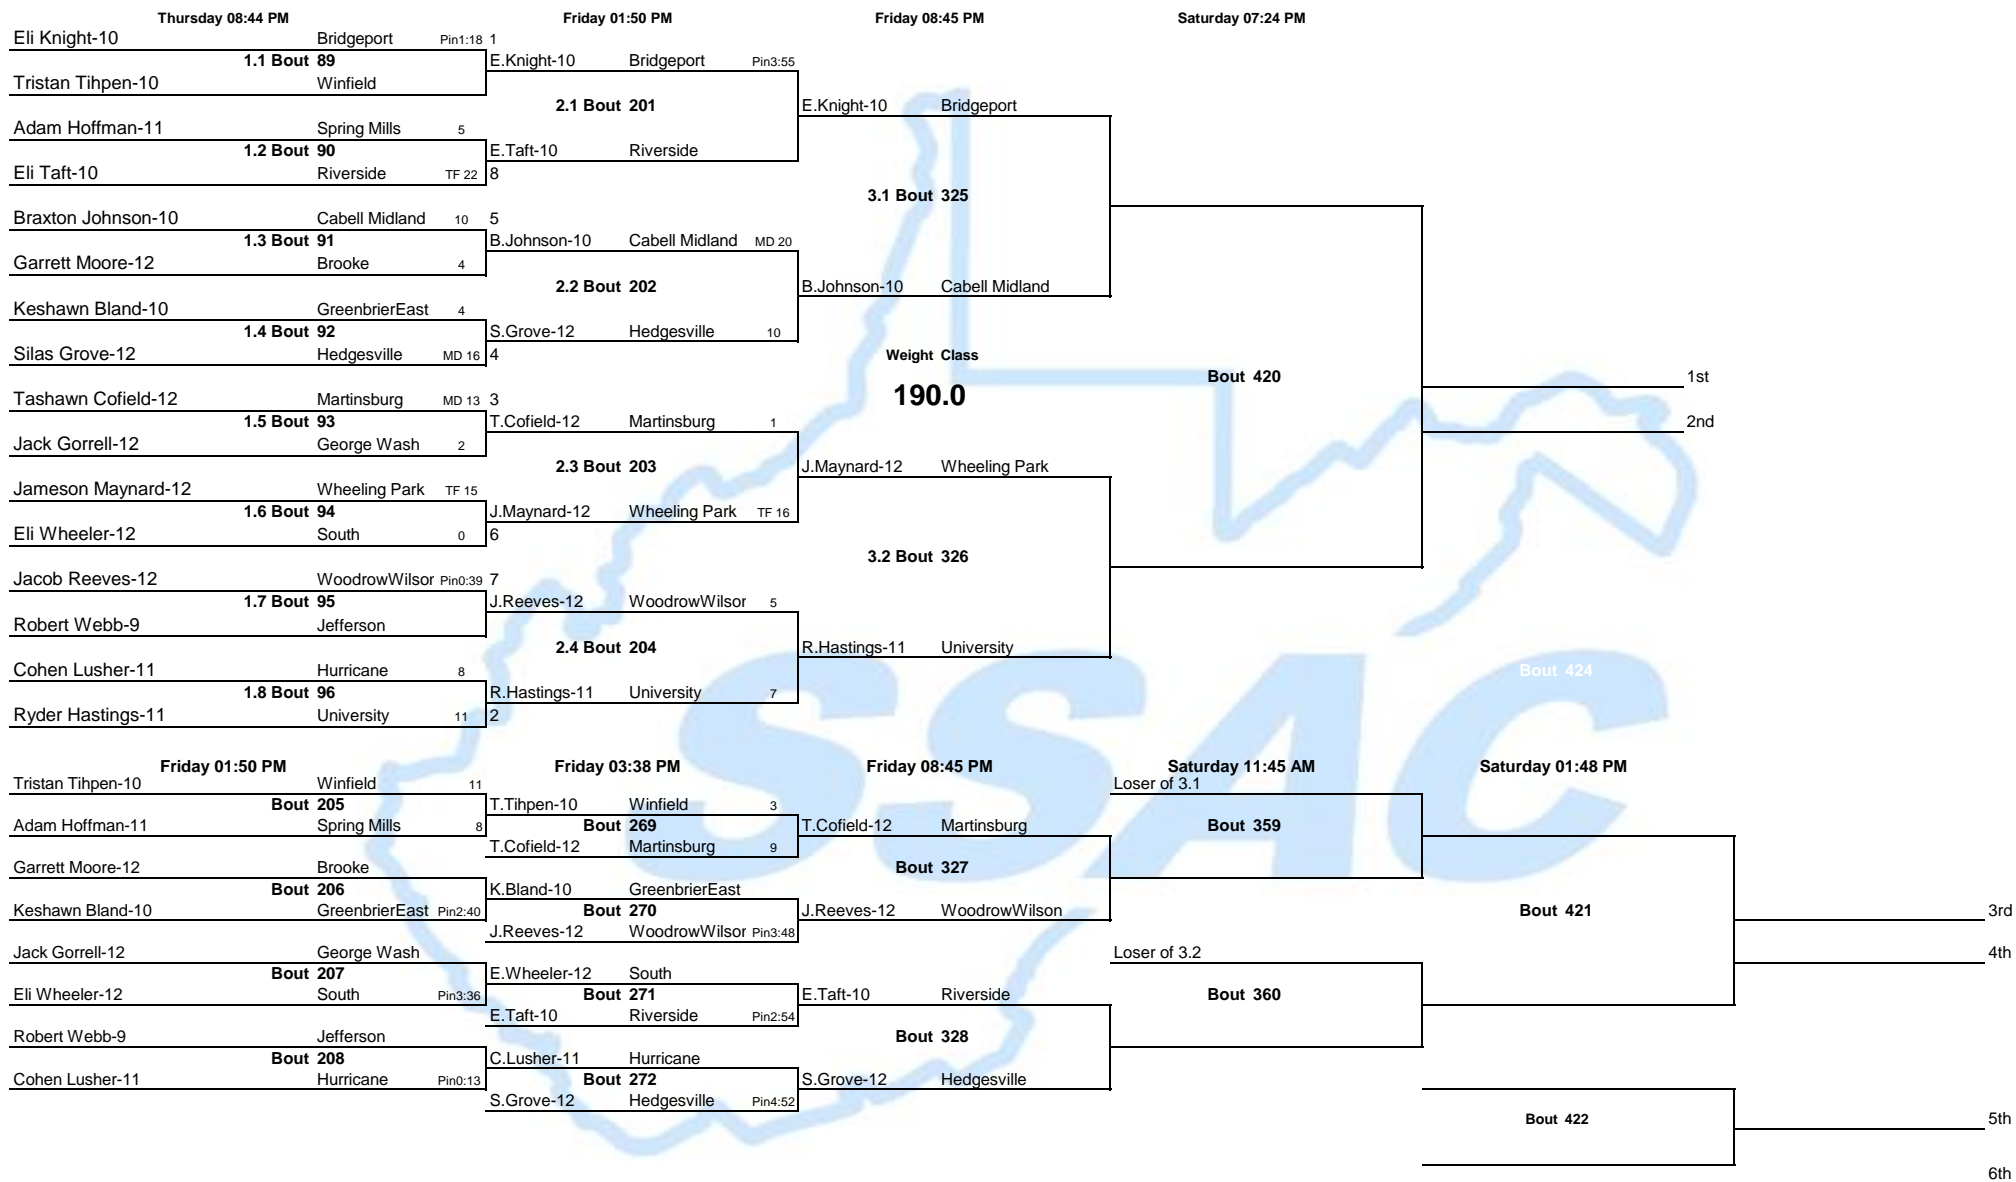 Thursday 08:44 PM Friday 01:50 PM Friday 08:45 PM Saturday 07:24 PM
Eli Knight-10 Bridgeport Pin1:18 1
1.1 Bout 89 E.Knight-10 Bridgeport Pin3:55
Tristan Tihpen-10 Winfield
2.1 Bout 201 E.Knight-10 Bridgeport
Adam Hoffman-11 Spring Mills 5
1.2 Bout 90 E.Taft-10 Riverside
Eli Taft-10 Riverside TF 22 8
3.1 Bout 325
Braxton Johnson-10 Cabell Midland 10 5
1.3 Bout 91 B.Johnson-10 Cabell Midland MD 20
Garrett Moore-12 Brooke 4
2.2 Bout 202 B.Johnson-10 Cabell Midland
Keshawn Bland-10 GreenbrierEast 4
1.4 Bout 92 S.Grove-12 Hedgesville 10
Silas Grove-12 Hedgesville MD 16 4
Weight Class
Bout 420 1st
190.0
Tashawn Cofield-12 Martinsburg MD 13 3
1.5 Bout 93 T.Cofield-12 Martinsburg 1 2nd
Jack Gorrell-12 George Wash 2
2.3 Bout 203 J.Maynard-12 Wheeling Park
Jameson Maynard-12 Wheeling Park TF 15
1.6 Bout 94 J.Maynard-12 Wheeling Park TF 16
Eli Wheeler-12 South 0 6
3.2 Bout 326
Jacob Reeves-12 WoodrowWilsor Pin0:39 7
1.7 Bout 95 J.Reeves-12 WoodrowWilsor 5
Robert Webb-9 Jefferson
2.4 Bout 204 R.Hastings-11 University
Cohen Lusher-11 Hurricane 8 Bout 424
1.8 Bout 96 R.Hastings-11 University 7
Ryder Hastings-11 University 11 2
SSAC
Friday 01:50 PM Friday 03:38 PM Friday 08:45 PM Saturday 11:45 AM Saturday 01:48 PM
Tristan Tihpen-10 Winfield 11 Loser of 3.1
Bout 205 T.Tihpen-10 Winfield 3
Adam Hoffman-11 Spring Mills 8 Bout 269 T.Cofield-12 Martinsburg Bout 359
T.Cofield-12 Martinsburg 9
Garrett Moore-12 Brooke Bout 327
Bout 206 K.Bland-10 GreenbrierEast
Keshawn Bland-10 GreenbrierEast Pin2:40 Bout 270 J.Reeves-12 WoodrowWilson Bout 421 3rd
J.Reeves-12 WoodrowWilsor Pin3:48
Jack Gorrell-12 George Wash Loser of 3.2 4th
Bout 207 E.Wheeler-12 South
Eli Wheeler-12 South Pin3:36 Bout 271 E.Taft-10 Riverside Bout 360
E.Taft-10 Riverside Pin2:54
Robert Webb-9 Jefferson Bout 328
Bout 208 C.Lusher-11 Hurricane
Cohen Lusher-11 Hurricane Pin0:13 Bout 272 S.Grove-12 Hedgesville
S.Grove-12 Hedgesville Pin4:52
Bout 422 5th
6th